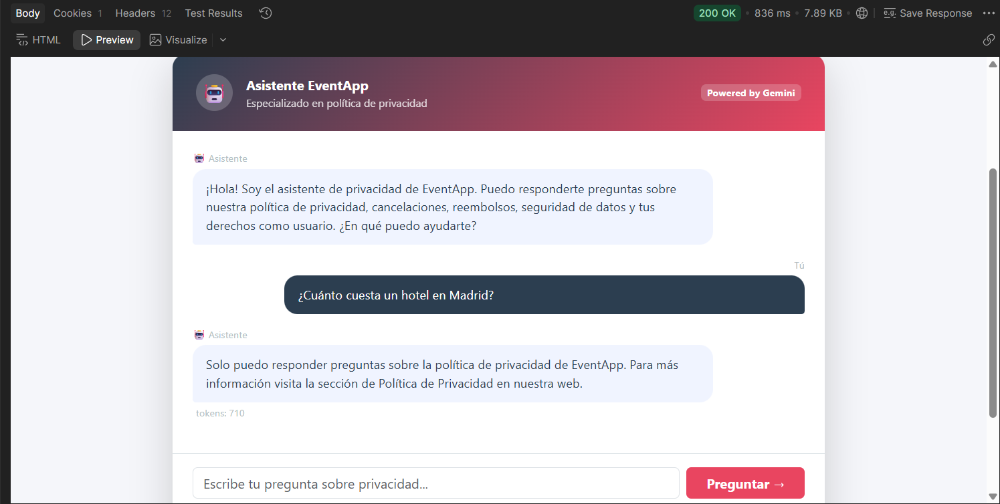 Body Cookies 1 Headers 12 Test Results 200 OK • 836 ms • 7.89 KB • e.g. Save Response
HTML Preview Visualize
Asistente EventApp
Especializado en política de privacidad
Powered by Gemini
Asistente
¡Hola! Soy el asistente de privacidad de EventApp. Puedo responderte preguntas sobre
nuestra política de privacidad, cancelaciones, reembolsos, seguridad de datos y tus
derechos como usuario. ¿En qué puedo ayudarte?
Tú
¿Cuánto cuesta un hotel en Madrid?
Asistente
Solo puedo responder preguntas sobre la política de privacidad de EventApp. Para más
información visita la sección de Política de Privacidad en nuestra web.
tokens: 710
Escribe tu pregunta sobre privacidad...
Preguntar →